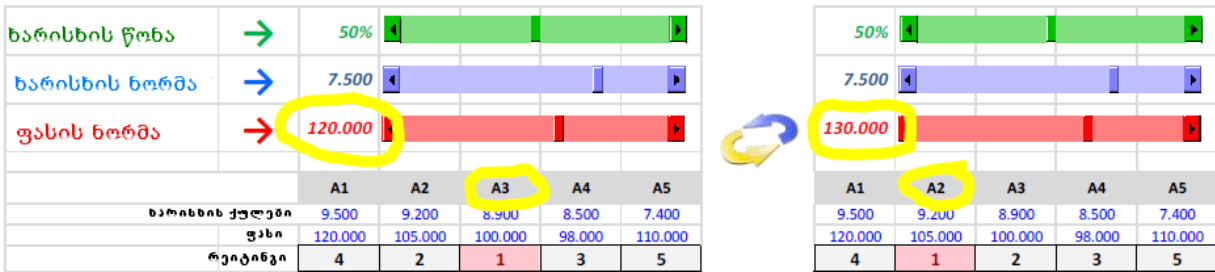 ხარისხის წონა → 50% 50%
ხარისხის ნორმა → 7.500 7.500
ფასის ნორმა → 120.000 130.000
A1 A2 A3 A4 A5 A1 A2 A3 A4 A5
ხარისხის ქულები 9.500 9.200 8.900 8.500 7.400 9.500 9.200 8.900 8.500 7.400
ფასი 120.000 105.000 100.000 98.000 110.000 120.000 105.000 100.000 98.000 110.000
რეიტინგი 4 2 1 3 5 4 1 2 3 5